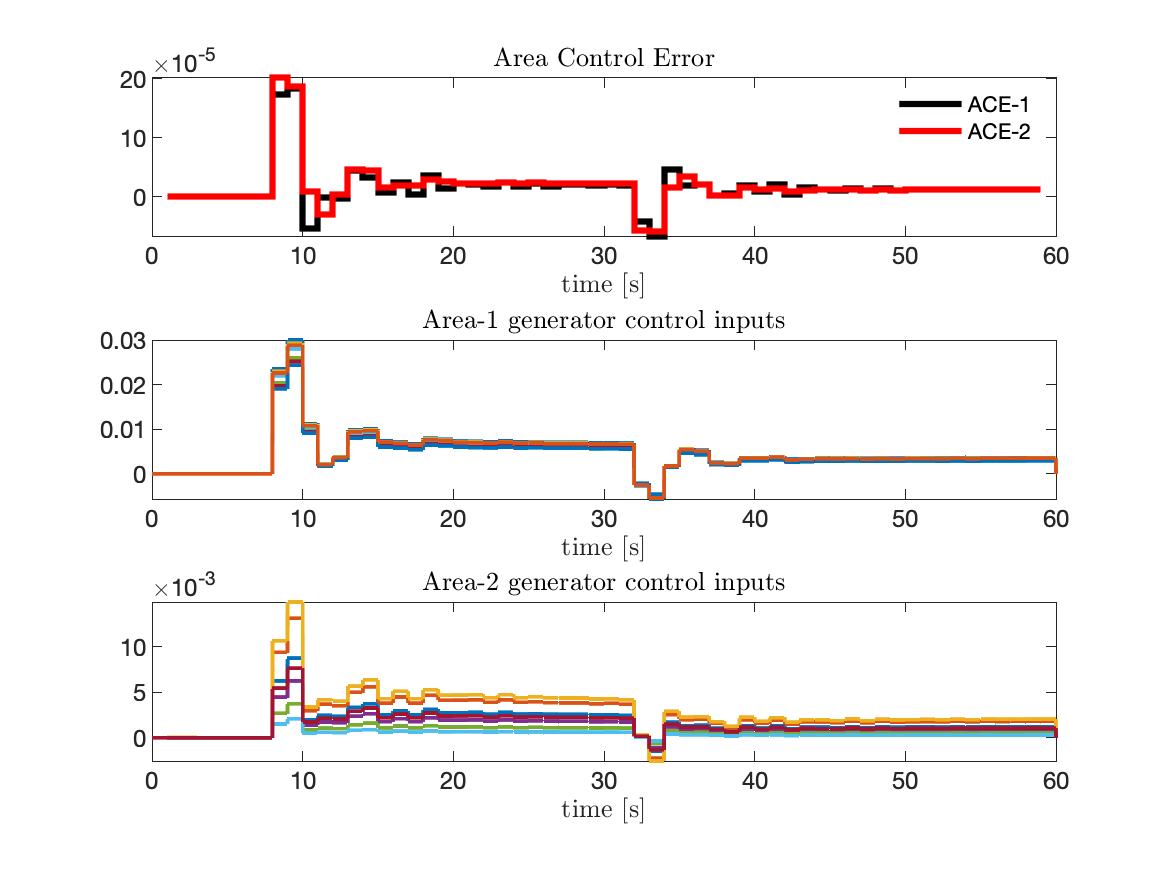 Area Control Error
×10-5
20
10
0
ACE-1
ACE-2
0 10 20 30 40 50 60
time [s]
Area-1 generator control inputs
0.03
0.02
0.01
0
0 10 20 30 40 50 60
time [s]
Area-2 generator control inputs
×10-3
10
5
0
0 10 20 30 40 50 60
time [s]